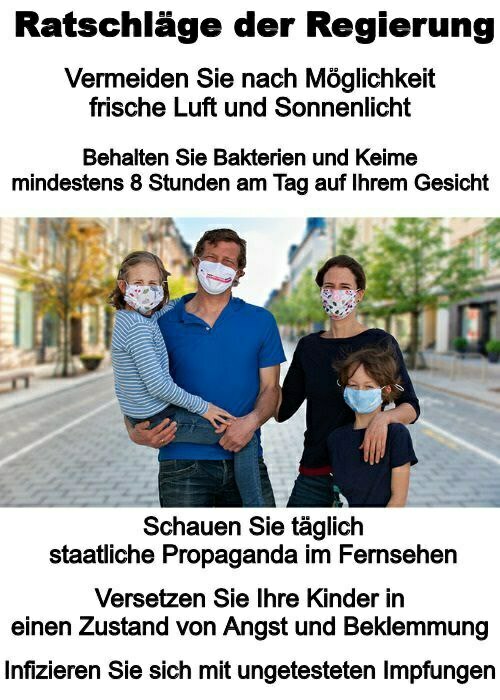 Ratschläge der Regierung
Vermeiden Sie nach Möglichkeit
frische Luft und Sonnenlicht
Behalten Sie Bakterien und Keime
mindestens 8 Stunden am Tag auf Ihrem Gesicht
Schauen Sie täglich
staatliche Propaganda im Fernsehen
Versetzen Sie Ihre Kinder in
einen Zustand von Angst und Beklemmung
Infizieren Sie sich mit ungetesteten Impfungen